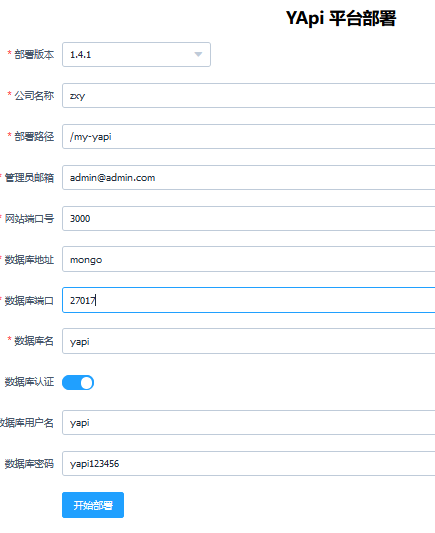 YApi 平台部署
* 部署版本 1.4.1
* 公司名称 zxy
* 部署路径 /my-yapi
* 管理员邮箱 admin@admin.com
* 网站端口号 3000
* 数据库地址 mongo
* 数据库端口 27017
* 数据库名 yapi
数据库认证
数据库用户名 yapi
数据库密码 yapi123456
开始部署